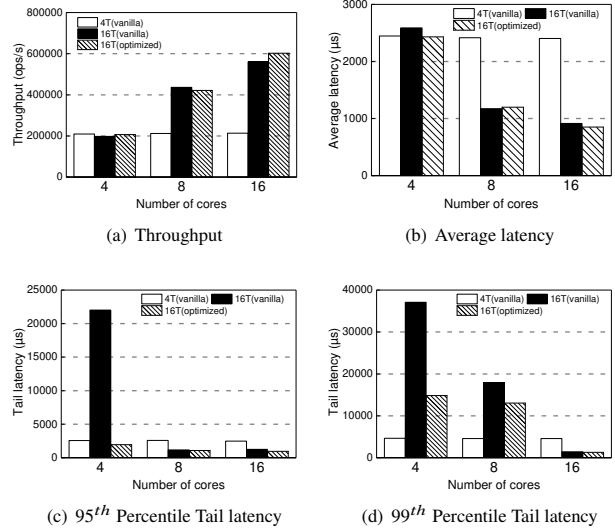 800000
600000
400000
200000
0
Throughput (ops/s)
4T(vanilla) 16T(vanilla)
16T(optimized)
4 8 16
Number of cores
(a) Throughput
3000
2000
1000
0
Average latency (µs)
4T(vanilla) 16T(vanilla)
16T(optimized)
4 8 16
Number of cores
(b) Average latency
25000
20000
15000
10000
5000
0
Tail latency (µs)
4T(vanilla) 16T(vanilla)
16T(optimized)
4 8 16
Number of cores
(c) 95th Percentile Tail latency
40000
30000
20000
10000
0
Tail latency (µs)
4T(vanilla) 16T(vanilla)
16T(optimized)
4 8 16
Number of cores
(d) 99th Percentile Tail latency